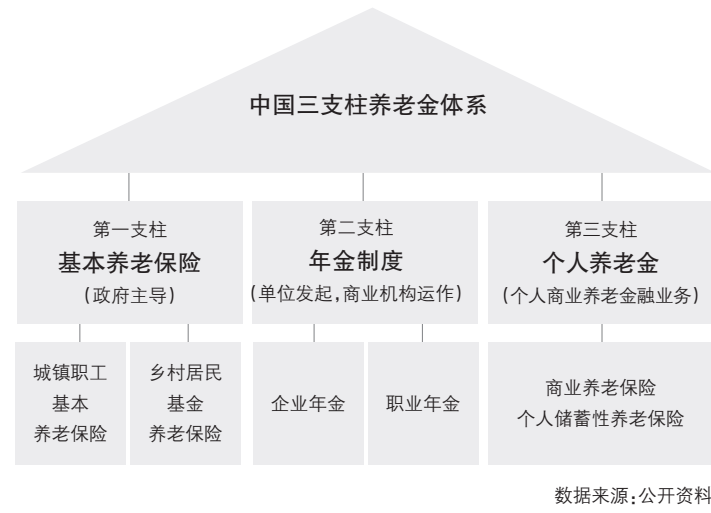 中国三支柱养老金体系
第一支柱
基本养老保险
(政府主导)
第二支柱
年金制度
(单位发起,商业机构运作)
第三支柱
个人养老金
(个人商业养老金融业务)
城镇职工
基本
养老保险
乡村居民
基金
养老保险
企业年金
职业年金
商业养老保险
个人储蓄性养老保险
数据来源:公开资料